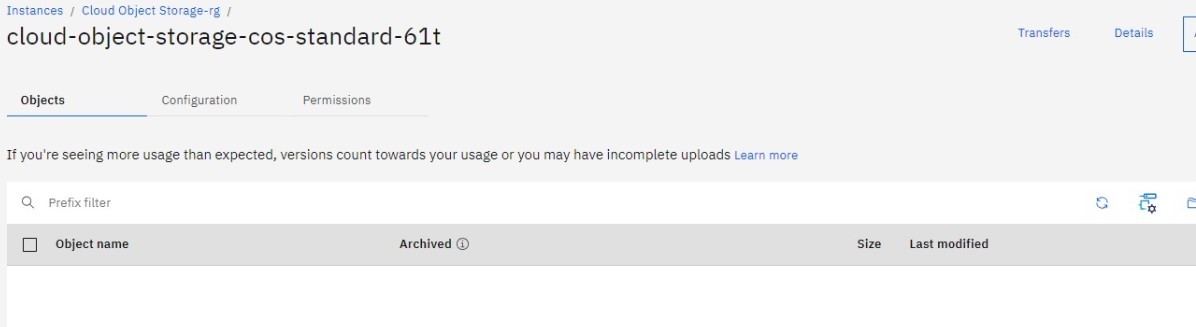 Instances / Cloud Object Storage-rg /
cloud-object-storage-cos-standard-61t
Transfers Details
Objects Configuration Permissions
If you're seeing more usage than expected, versions count towards your usage or you may have incomplete uploads Learn more
Prefix filter
Object name Archived Size Last modified